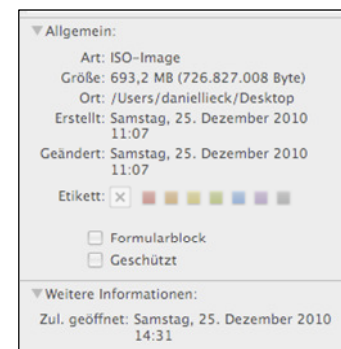 Allgemein:
Art: ISO-Image
Größe: 693,2 MB (726.827.008 Byte)
Ort: /Users/daniellieck/Desktop
Erstellt: Samstag, 25. Dezember 2010
11:07
Geändert: Samstag, 25. Dezember 2010
11:07
Etikett:
Formularblock
Geschützt
Weitere Informationen:
Zul. geöffnet: Samstag, 25. Dezember 2010
14:31